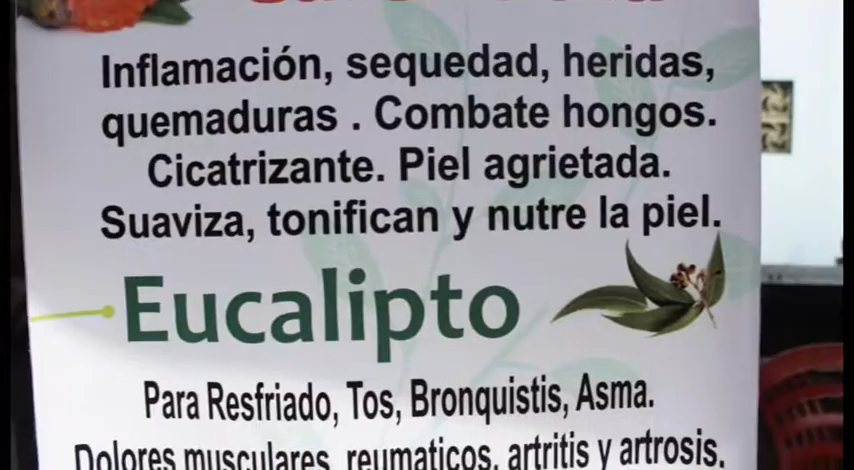 Inflamación, sequedad, heridas,
quemaduras . Combate hongos.
Cicatrizante. Piel agrietada.
Suaviza, tonifican y nutre la piel.
Eucalipto
Para Resfriado, Tos, Bronquistis, Asma.
Dolores musculares, reumaticos, artritis y artrosis.